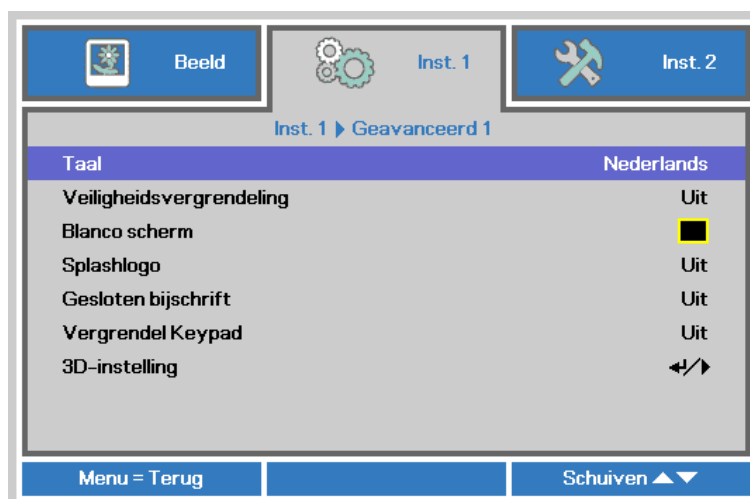 Beeld Inst. 1 Inst. 2
Inst. 1 Geavanceerd 1
Taal Nederlands
Veiligheidsvergrendeling Uit
Blanco scherm
Splashlogo Uit
Gesloten bijschrift Uit
Vergrendel Keypad Uit
3D-instelling
Menu = Terug Schuiven